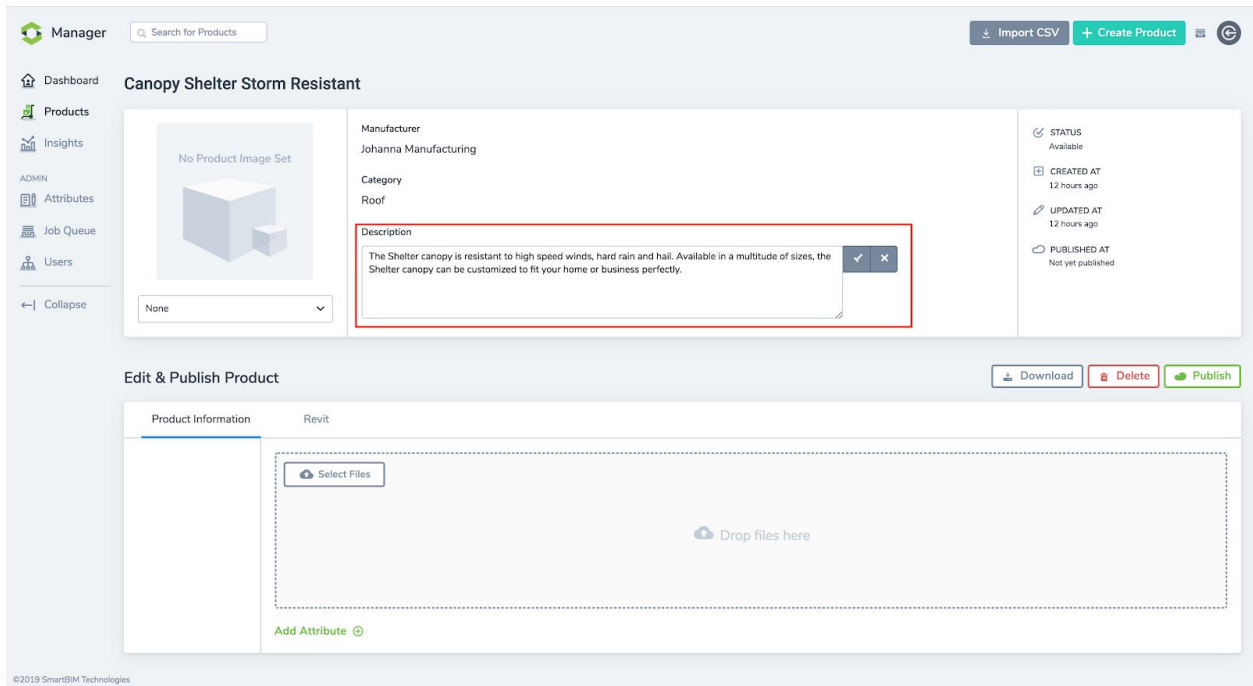 Manager
Search for Products
Import CSV
+ Create Product
Dashboard
Products
Insights
ADMIN
Attributes
Job Queue
Users
Collapse
Canopy Shelter Storm Resistant
No Product Image Set
None
Manufacturer
Johanna Manufacturing
Category
Roof
Description
The Shelter canopy is resistant to high speed winds, hard rain and hail. Available in a multitude of sizes, the
Shelter canopy can be customized to fit your home or business perfectly.
STATUS
Available
CREATED AT
12 hours ago
UPDATED AT
12 hours ago
PUBLISHED AT
Not yet published
Edit & Publish Product
Download
Delete
Publish
Product Information
Revit
Select Files
Drop files here
Add Attribute
©2019 SmartBIM Technologies